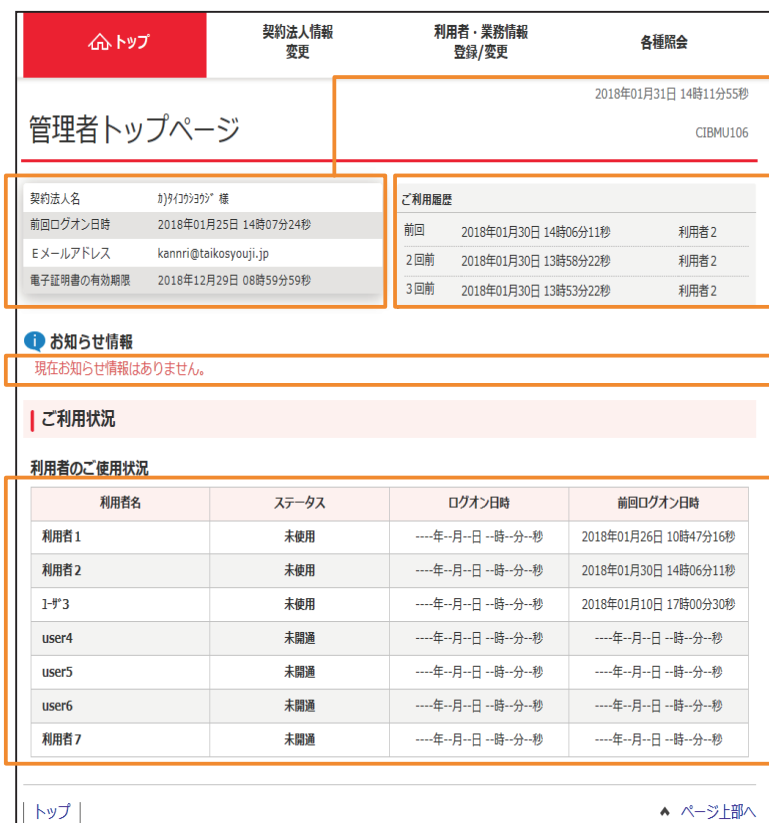 トップ
契約法人情報
変更
利用者・業務情報
登録/変更
各種照会
2018年01月31日 14時11分55秒
管理者トップページ
CIBMU106
契約法人名 カ)タイコウシヨウジ 様
前回ログオン日時 2018年01月25日 14時07分24秒
Eメールアドレス kannri@taikosyouji.jp
電子証明書の有効期限 2018年12月29日 08時59分59秒
ご利用履歴
前回 2018年01月30日 14時06分11秒 利用者2
2回前 2018年01月30日 13時58分22秒 利用者2
3回前 2018年01月30日 13時53分22秒 利用者2
お知らせ情報
現在お知らせ情報はありません。
ご利用状況
利用者のご使用状況
利用者名 ステータス ログオン日時 前回ログオン日時
利用者1 未使用 ----年--月--日 --時--分--秒 2018年01月26日 10時47分16秒
利用者2 未使用 ----年--月--日 --時--分--秒 2018年01月30日 14時06分11秒
ユーザ3 未使用 ----年--月--日 --時--分--秒 2018年01月10日 17時00分30秒
user4 未開通 ----年--月--日 --時--分--秒 ----年--月--日 --時--分--秒
user5 未開通 ----年--月--日 --時--分--秒 ----年--月--日 --時--分--秒
user6 未開通 ----年--月--日 --時--分--秒 ----年--月--日 --時--分--秒
利用者7 未開通 ----年--月--日 --時--分--秒 ----年--月--日 --時--分--秒
トップ
ページ上部へ